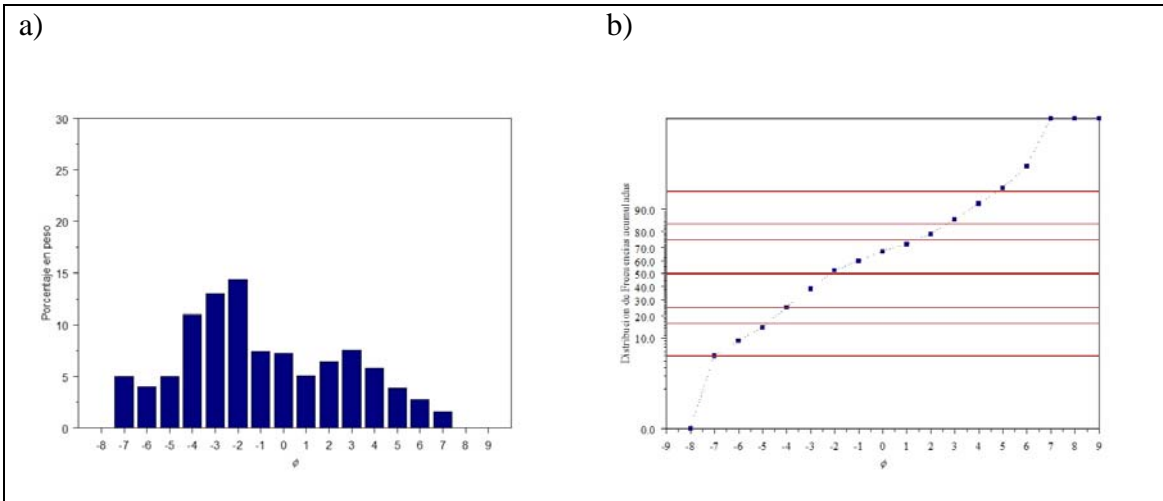 a)
b)
Porcentaje en peso
30
25
20
15
10
5
0
-8 -7 -6 -5 -4 -3 -2 -1 0 1 2 3 4 5 6 7 8 9
ø
Distribucion de Frecuencias acumuladas
90.0
80.0
70.0
60.0
50.0
40.0
30.0
20.0
10.0
0.0
-9 -8 -7 -6 -5 -4 -3 -2 -1 0 1 2 3 4 5 6 7 8 9
ø